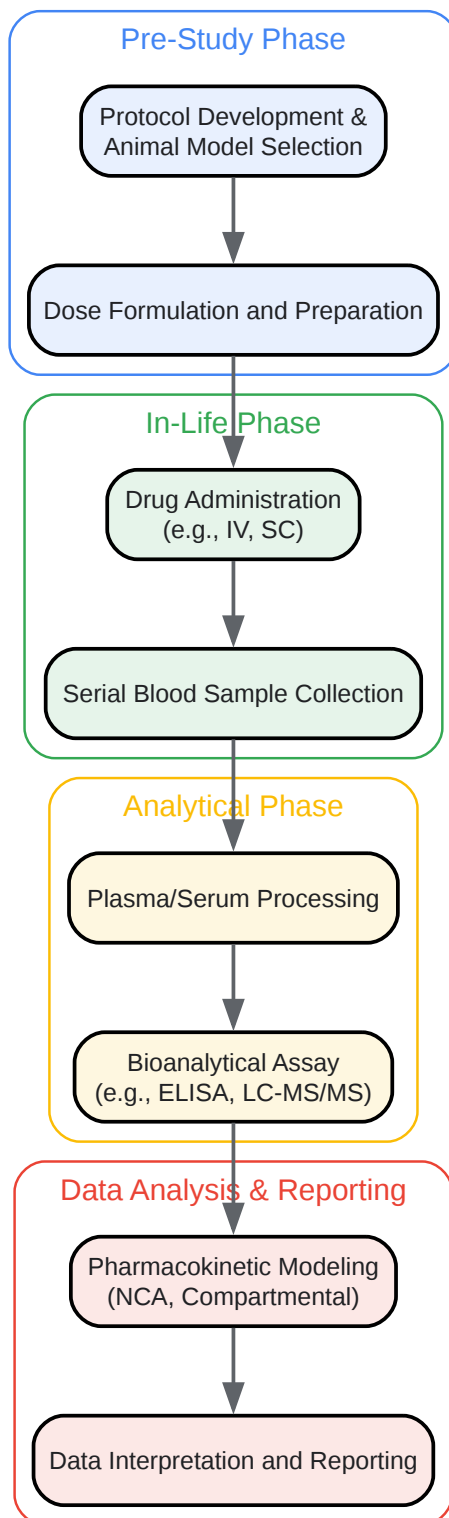 Pre-Study Phase
Protocol Development &
Animal Model Selection
Dose Formulation and Preparation
In-Life Phase
Drug Administration
(e.g., IV, SC)
Serial Blood Sample Collection
Analytical Phase
Plasma/Serum Processing
Bioanalytical Assay
(e.g., ELISA, LC-MS/MS)
Data Analysis & Reporting
Pharmacokinetic Modeling
(NCA, Compartmental)
Data Interpretation and Reporting